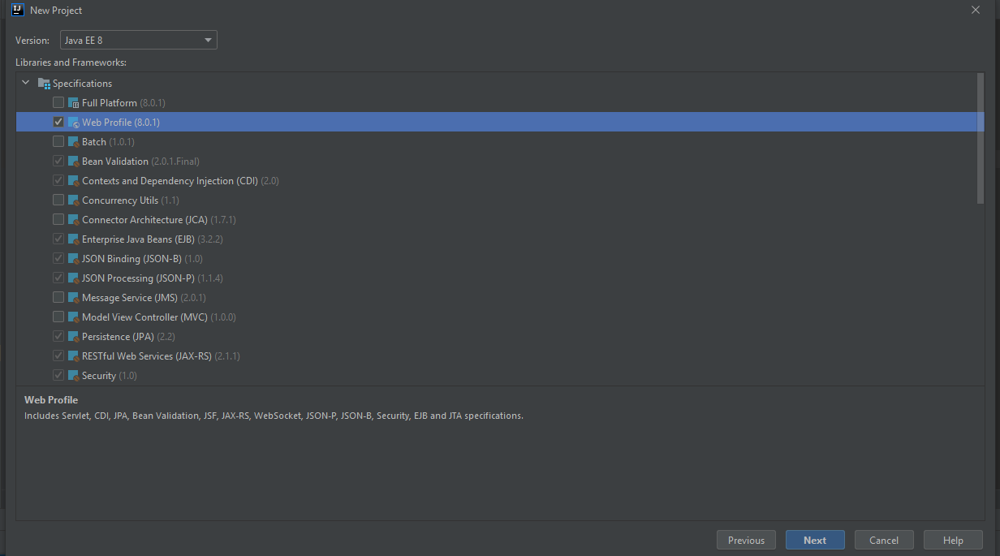 New Project
Version: Java EE 8
Libraries and Frameworks:
Specifications
Full Platform (8.0.1)
Web Profile (8.0.1)
Batch (1.0.1)
Bean Validation (2.0.1.Final)
Contexts and Dependency Injection (CDI) (2.0)
Concurrency Utils (1.1)
Connector Architecture (JCA) (1.7.1)
Enterprise Java Beans (EJB) (3.2.2)
JSON Binding (JSON-B) (1.0)
JSON Processing (JSON-P) (1.1.4)
Message Service (JMS) (2.0.1)
Model View Controller (MVC) (1.0.0)
Persistence (JPA) (2.2)
RESTful Web Services (JAX-RS) (2.1.1)
Security (1.0)
Web Profile
Includes Servlet, CDI, JPA, Bean Validation, JSF, JAX-RS, WebSocket, JSON-P, JSON-B, Security, EJB and JTA specifications.
Previous Next Cancel Help